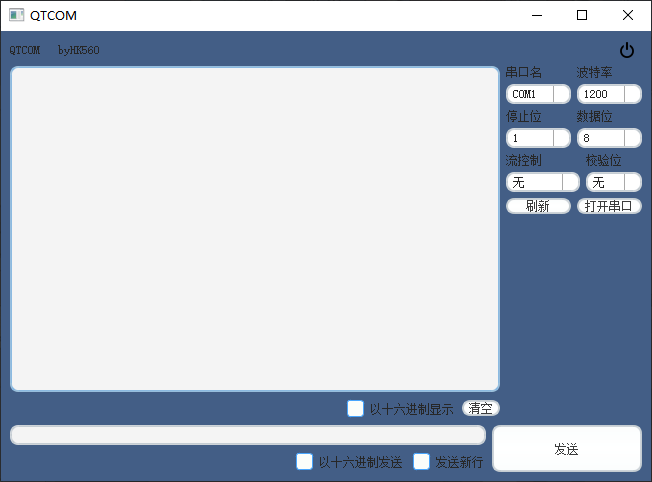 QTCOM
QTCOM byHK560
串口名 波特率
COM1 1200
停止位 数据位
1 8
流控制 校验位
无 无
刷新 打开串口
以十六进制显示 清空
发送
以十六进制发送 发送新行